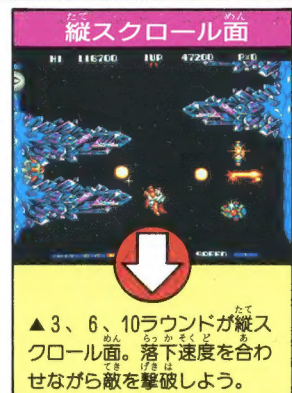 縦スクロール面
HI 116700 1UP 47200 P×0
SPEED
▲3、6、10ラウンドが縦ス
クロール面。落下速度を合わ
せながら敵を撃破しよう。